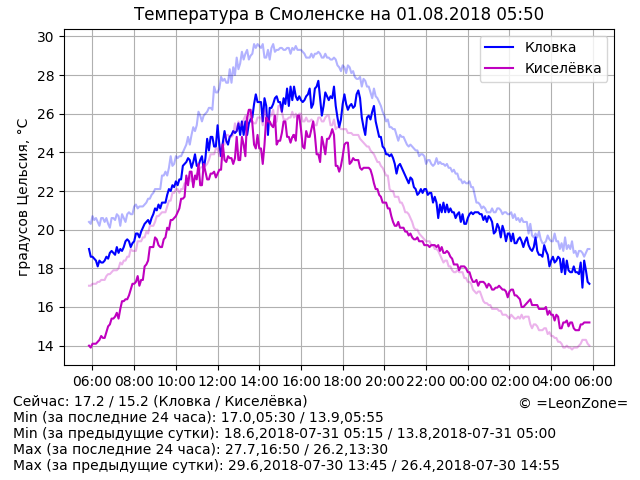 Температура в Смоленске на 01.08.2018 05:50
градусов Цельсия, °C
30
28
26
24
22
20
18
16
14
Кловка
Киселёвка
06:00 08:00 10:00 12:00 14:00 16:00 18:00 20:00 22:00 00:00 02:00 04:00 06:00
Сейчас: 17.2 / 15.2 (Кловка / Киселёвка)
© =LeonZone=
Min (за последние 24 часа): 17.0,05:30 / 13.9,05:55
Min (за предыдущие сутки): 18.6,2018-07-31 05:15 / 13.8,2018-07-31 05:00
Max (за последние 24 часа): 27.7,16:50 / 26.2,13:30
Max (за предыдущие сутки): 29.6,2018-07-30 13:45 / 26.4,2018-07-30 14:55